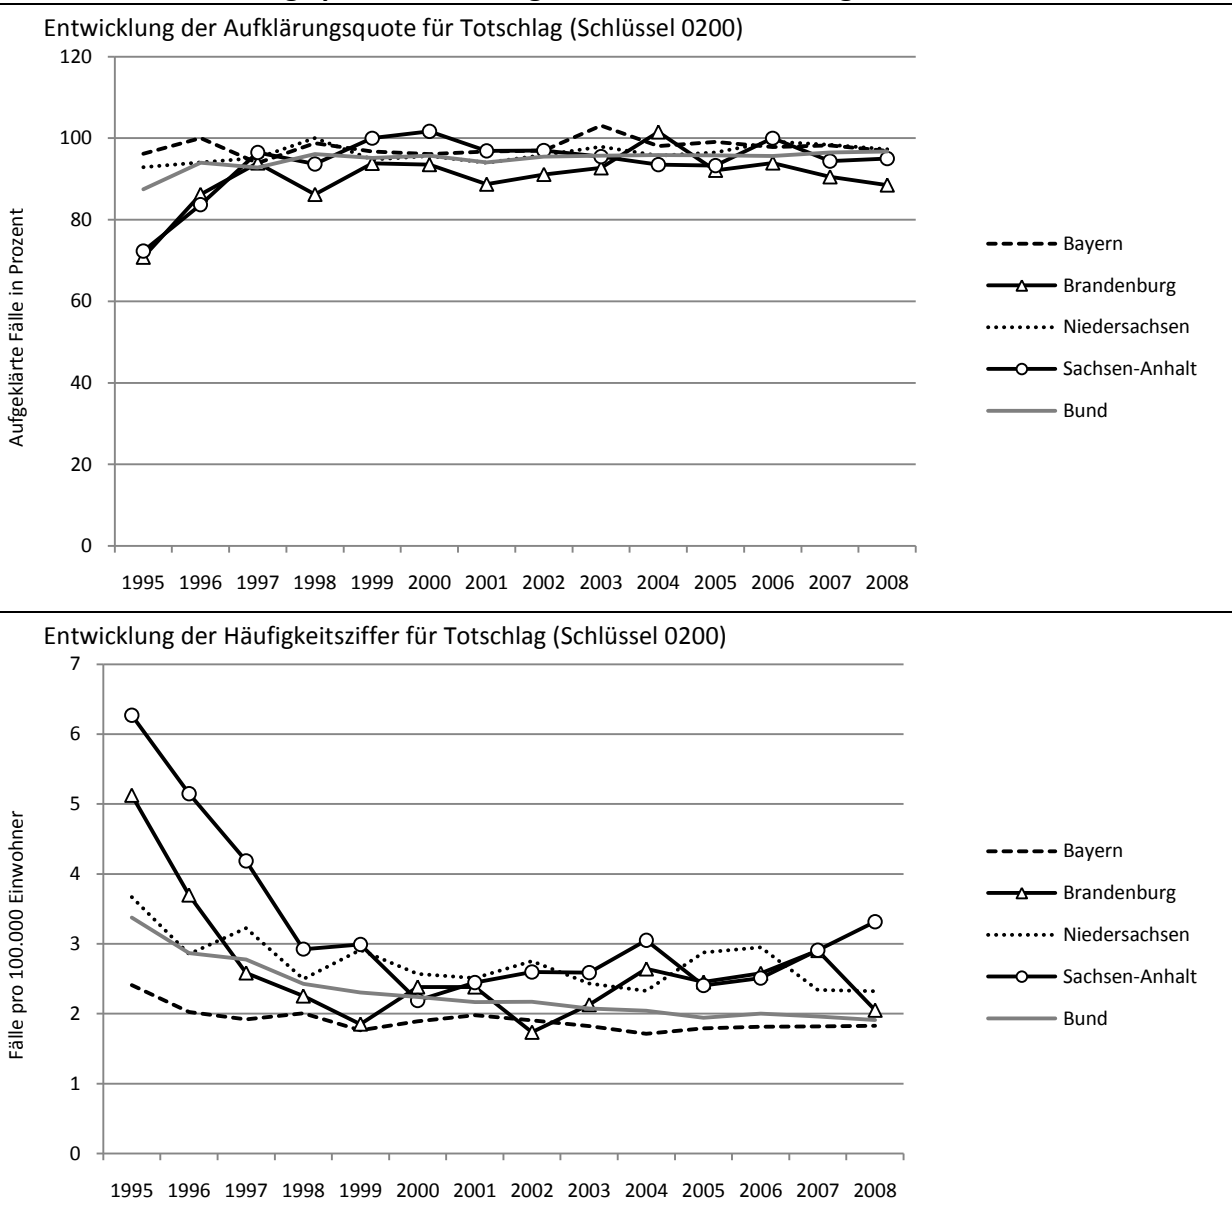 Entwicklung der Aufklärungsquote für Totschlag (Schlüssel 0200)
120
100
80
60
40
20
0
Aufgeklärte Fälle in Prozent
1995 1996 1997 1998 1999 2000 2001 2002 2003 2004 2005 2006 2007 2008
Bayern
Brandenburg
Niedersachsen
Sachsen-Anhalt
Bund
Entwicklung der Häufigkeitsziffer für Totschlag (Schlüssel 0200)
7
6
5
4
3
2
1
0
Fälle pro 100.000 Einwohner
1995 1996 1997 1998 1999 2000 2001 2002 2003 2004 2005 2006 2007 2008
Bayern
Brandenburg
Niedersachsen
Sachsen-Anhalt
Bund